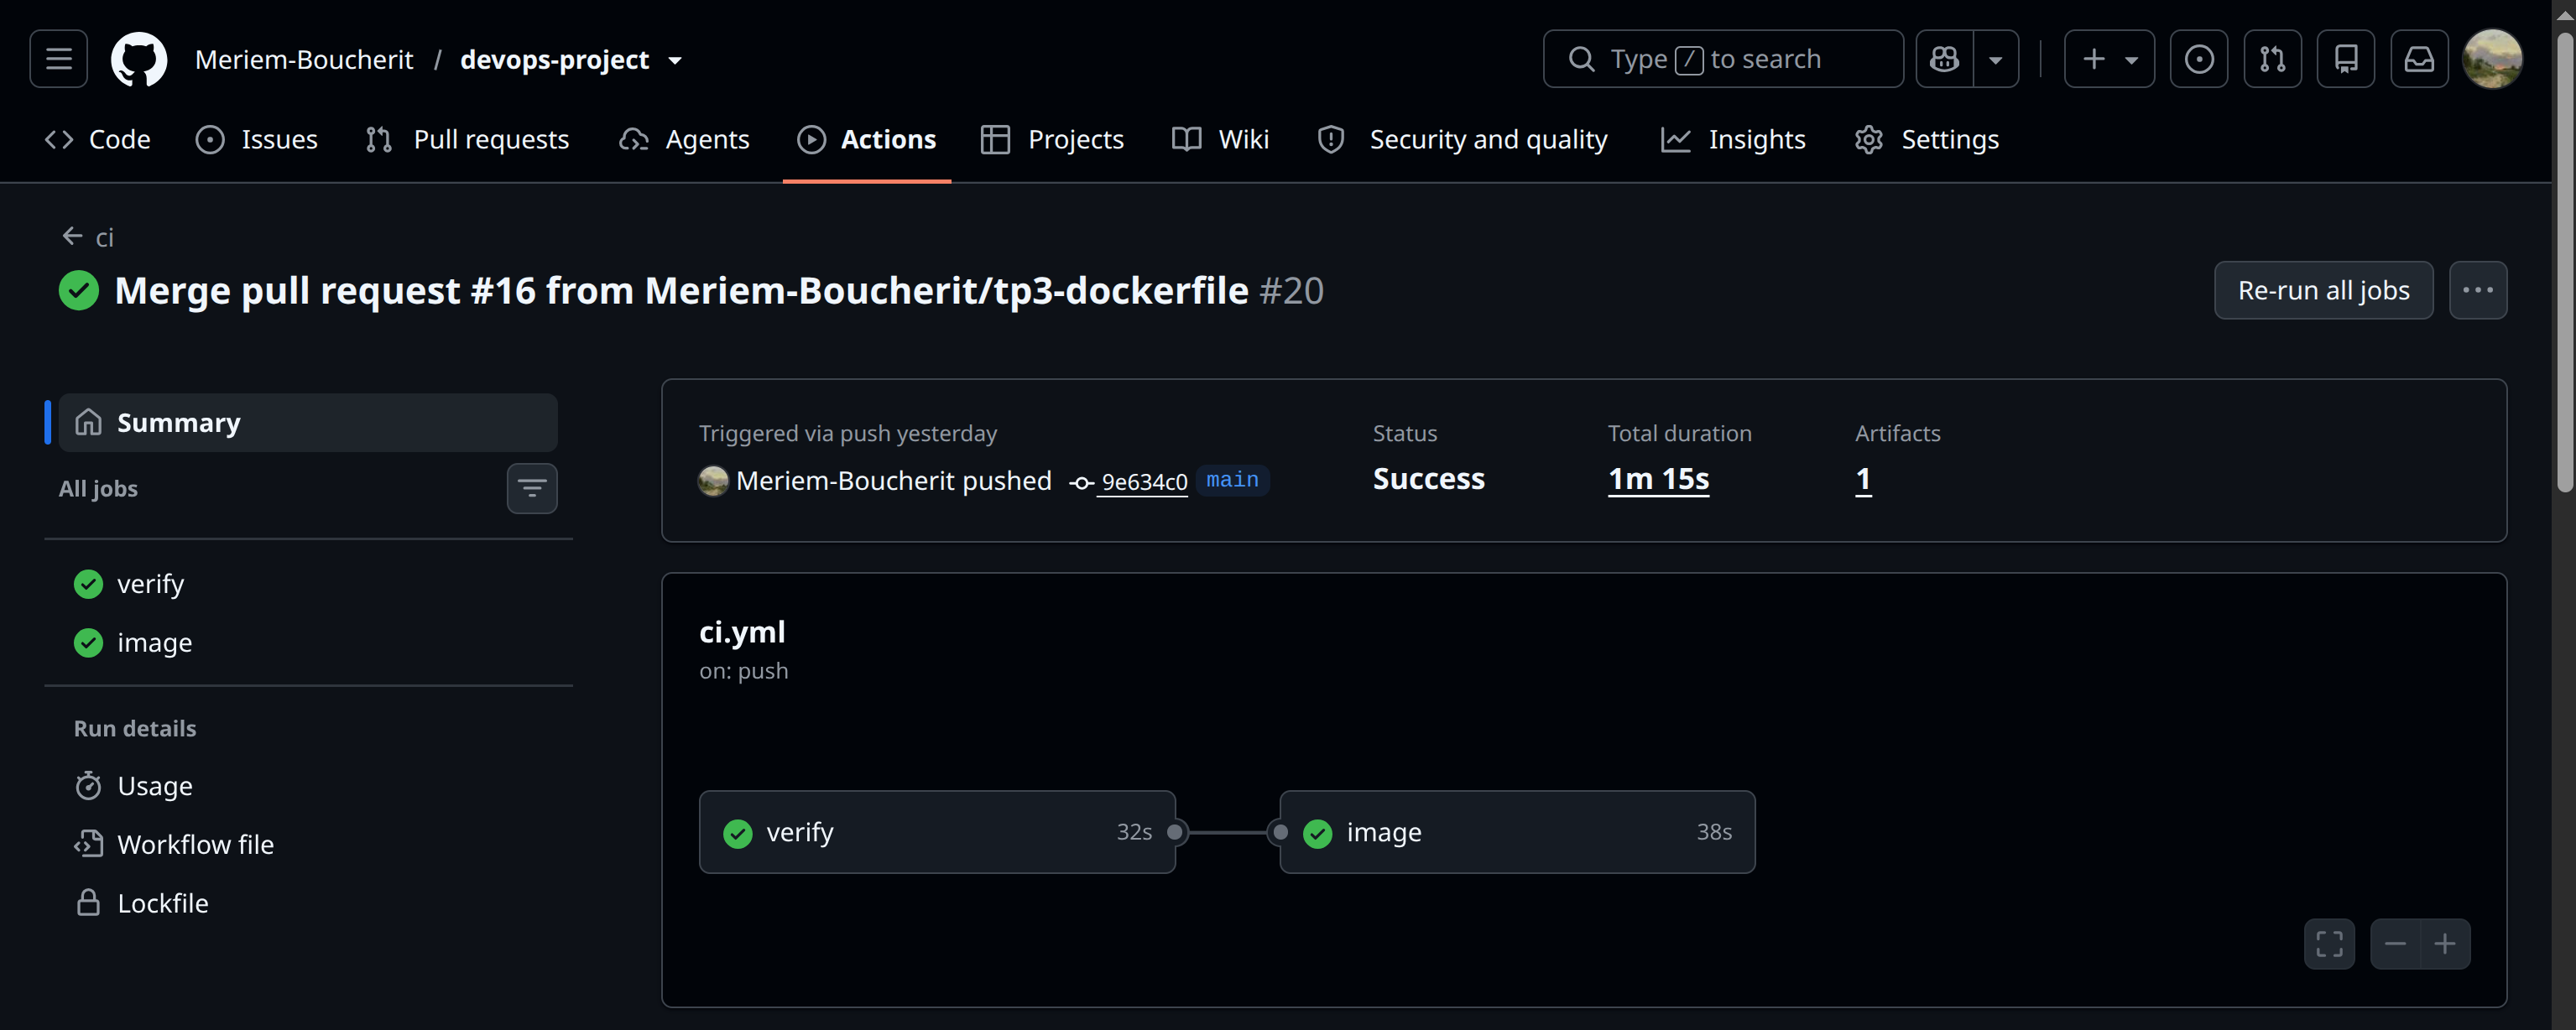 Meriem-Boucherit / devops-project
Type / to search
Code Issues Pull requests Agents Actions Projects Wiki Security and quality Insights Settings
ci
Merge pull request #16 from Meriem-Boucherit/tp3-dockerfile #20
Re-run all jobs
Summary
All jobs
verify
image
Run details
Usage
Workflow file
Lockfile
Triggered via push yesterday
Meriem-Boucherit pushed 9e634c0 main
Status
Success
Total duration
1m 15s
Artifacts
1
ci.yml
on: push
verify 32s
image 38s